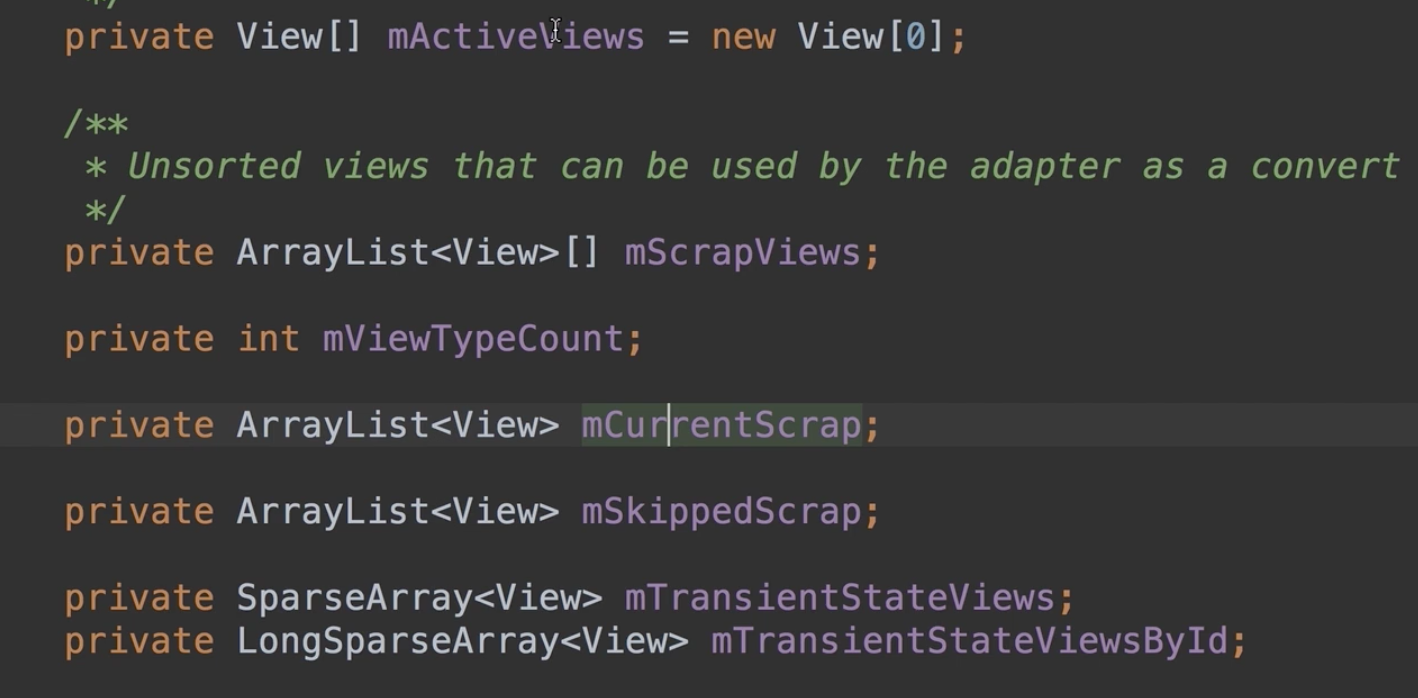 */
private View[] mActiveViews = new View[0];
/**
* Unsorted views that can be used by the adapter as a convert
*/
private ArrayList<View>[] mScrapViews;
private int mViewTypeCount;
private ArrayList<View> mCurrentScrap;
private ArrayList<View> mSkippedScrap;
private SparseArray<View> mTransientStateViews;
private LongSparseArray<View> mTransientStateViewsById;